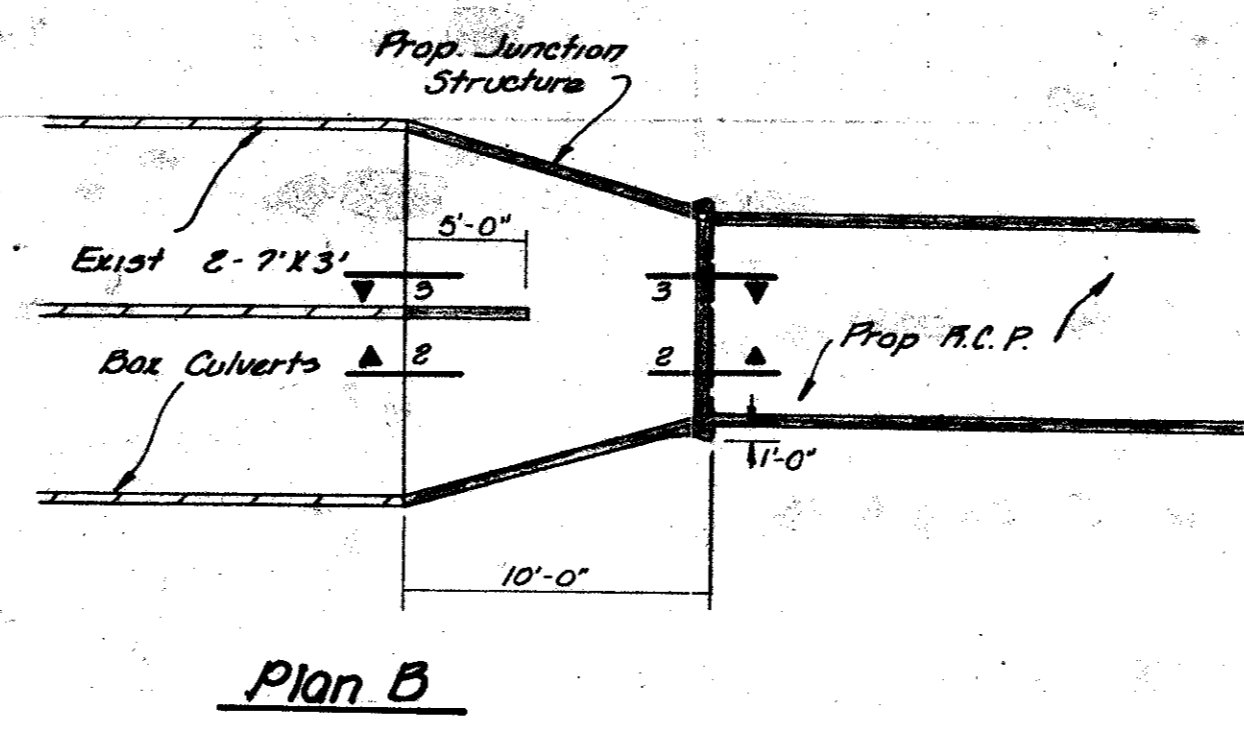 Prop. Junction
Structure
5'-0"
Exist 2-7'X3'
3
3
Box Culverts
2
2
Prop R.C.P.
1'-0"
10'-0"
Plan B